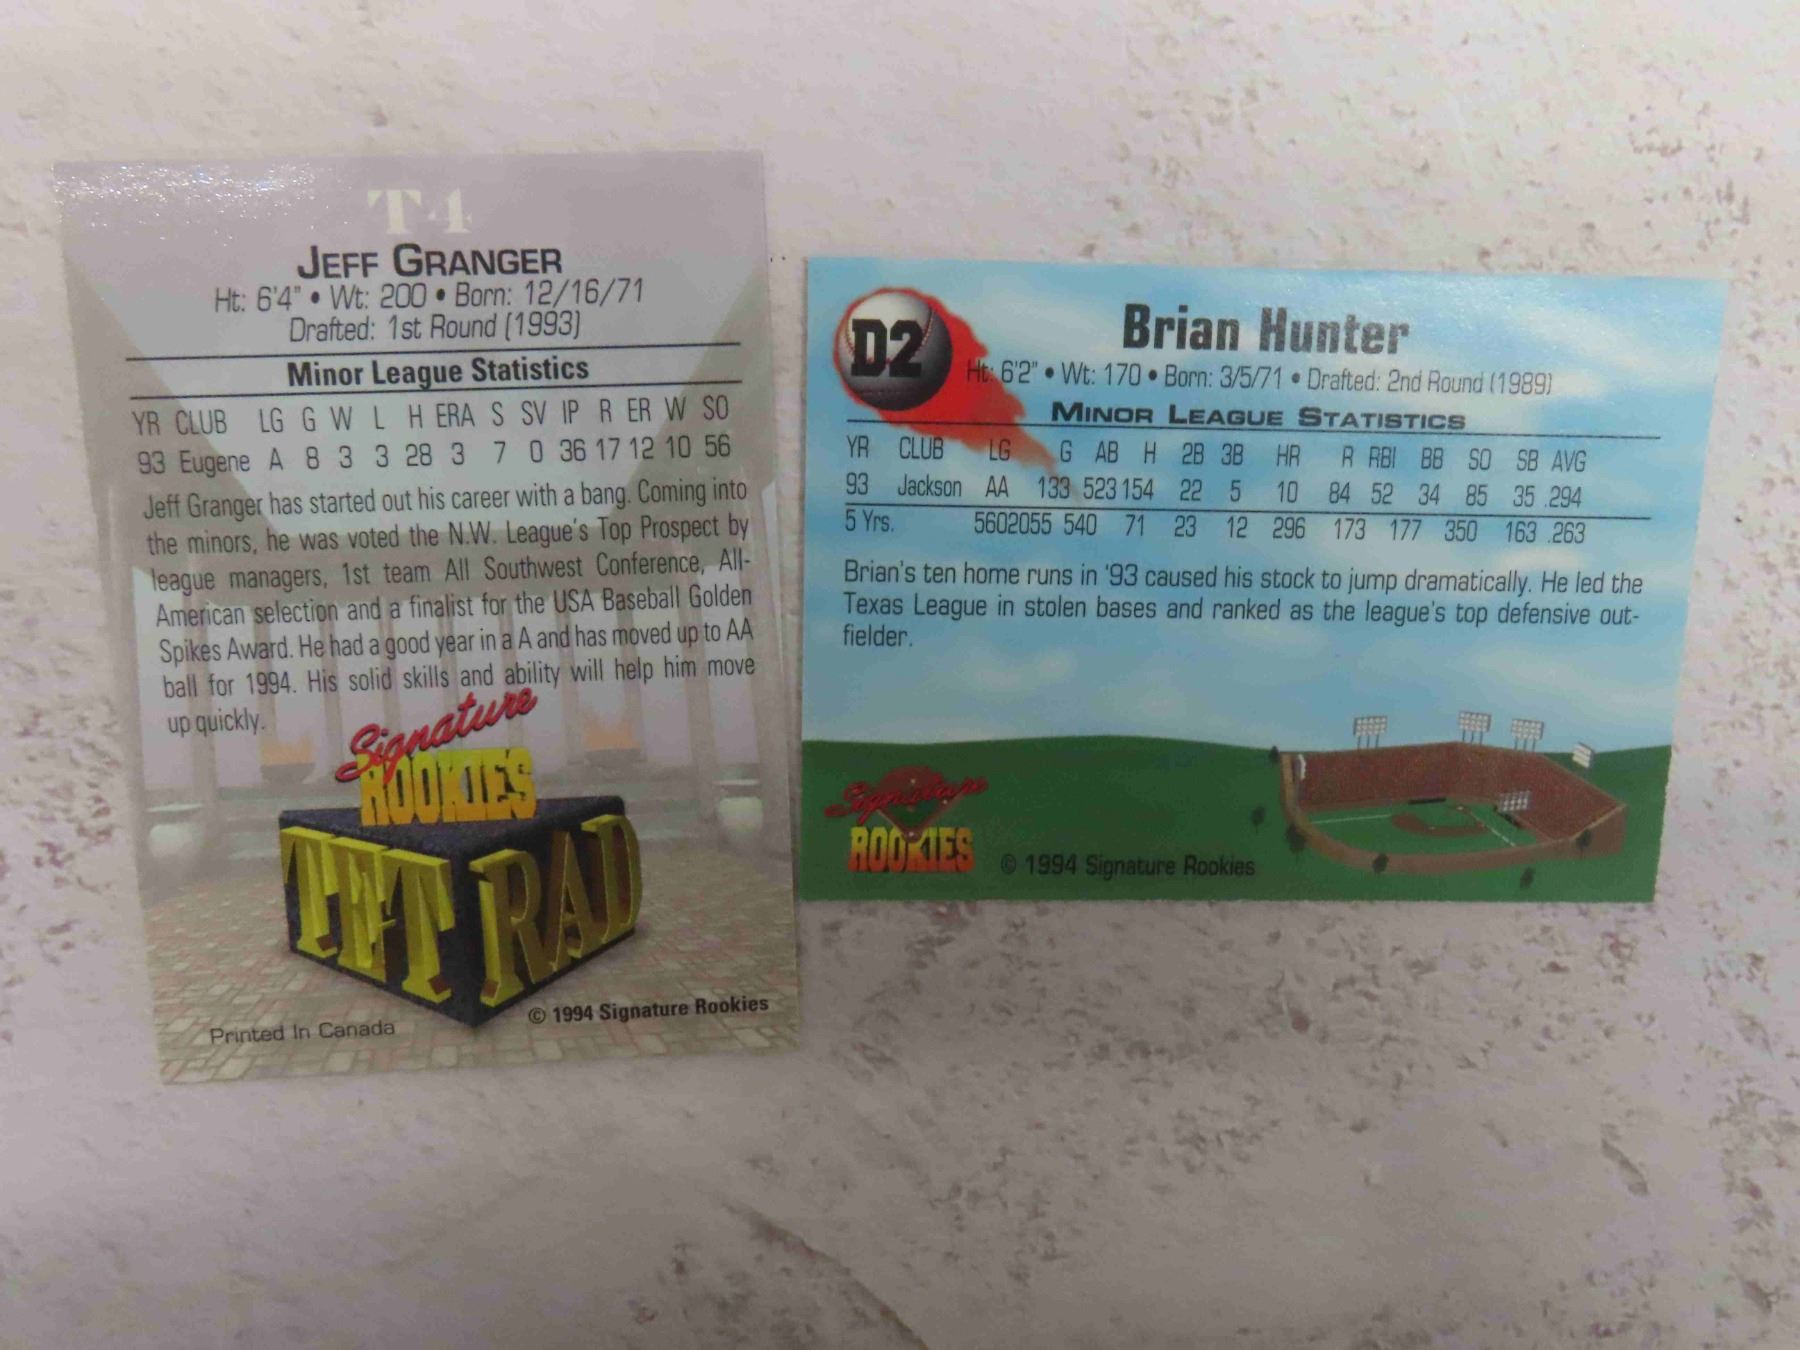 T-4
JEFF GRANGER
Ht: 6'4" • Wt: 200 • Born: 12/16/71
Drafted: 1st Round (1993)
Minor League Statistics
YR CLUB LG G W L H ERA S SV IP R ER W SO
93 Eugene A 8 3 3 28 3 7 0 36 17 12 10 56
Jeff Granger has started out his career with a bang. Coming into
the minors, he was voted the N.W. League's Top Prospect by
league managers, 1st team All Southwest Conference, All-
American selection and a finalist for the USA Baseball Golden
Spikes Award. He had a good year in a A and has moved up to AA
ball for 1994. His solid skills and ability will help him move
up quickly.
Signature
ROOKIES
TETRAD
© 1994 Signature Rookies
Printed In Canada
D2
Brian Hunter
Ht: 6'2" • Wt: 170 • Born: 3/5/71 • Drafted: 2nd Round (1989)
MINOR LEAGUE STATISTICS
YR CLUB LG G AB H 2B 3B HR R RBI BB SO SB AVG
93 Jackson AA 133 523 154 22 5 10 84 52 34 85 35 .294
5 Yrs. 5602055 540 71 23 12 296 173 177 350 163 .263
Brian's ten home runs in '93 caused his stock to jump dramatically. He led the
Texas League in stolen bases and ranked as the league's top defensive out-
fielder.
Signature
ROOKIES
© 1994 Signature Rookies